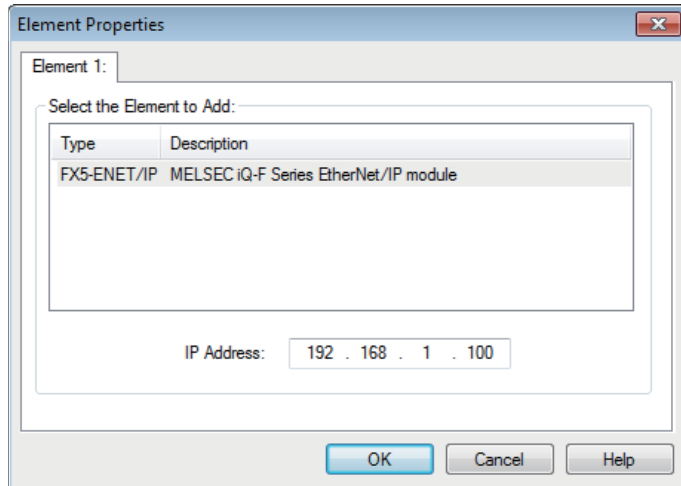 Element Properties
Element 1:
Select the Element to Add:
Type Description
FX5-ENET/IP MELSEC iQ-F Series EtherNet/IP module
IP Address: 192 . 168 . 1 . 100
OK Cancel Help